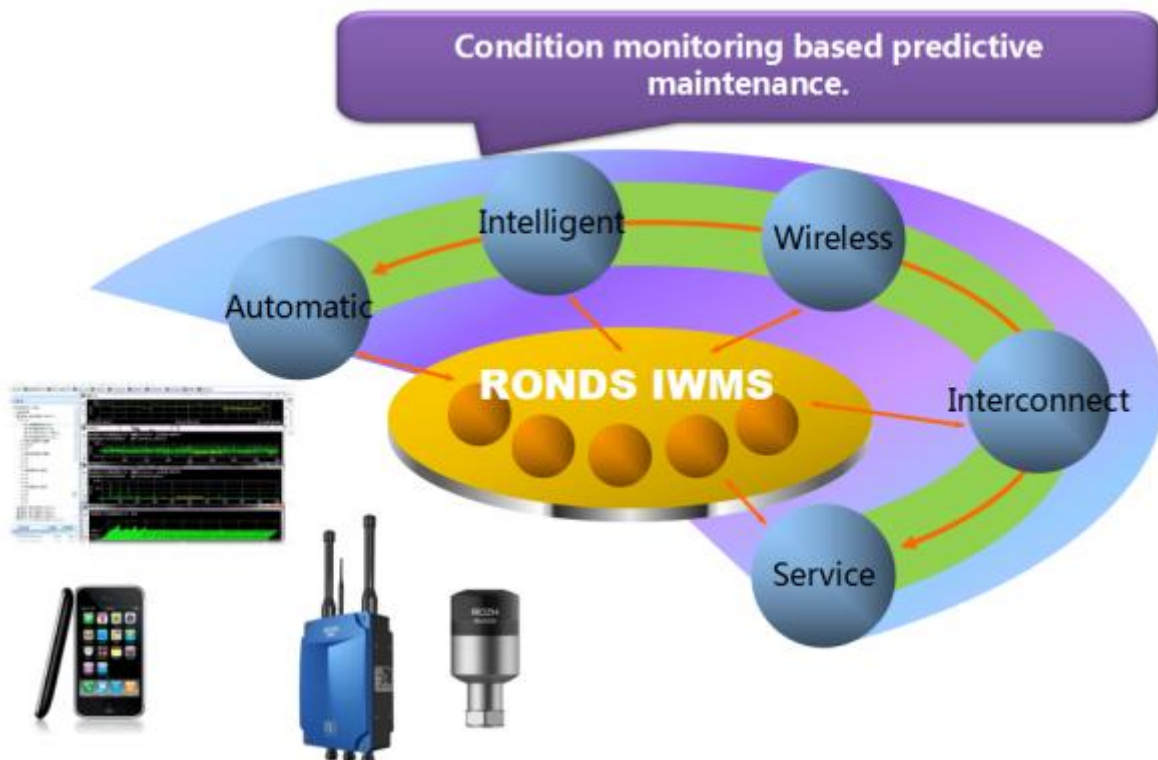 Condition monitoring based predictive
maintenance.
Intelligent
Wireless
Automatic
RONDS IWMS
Interconnect
Service